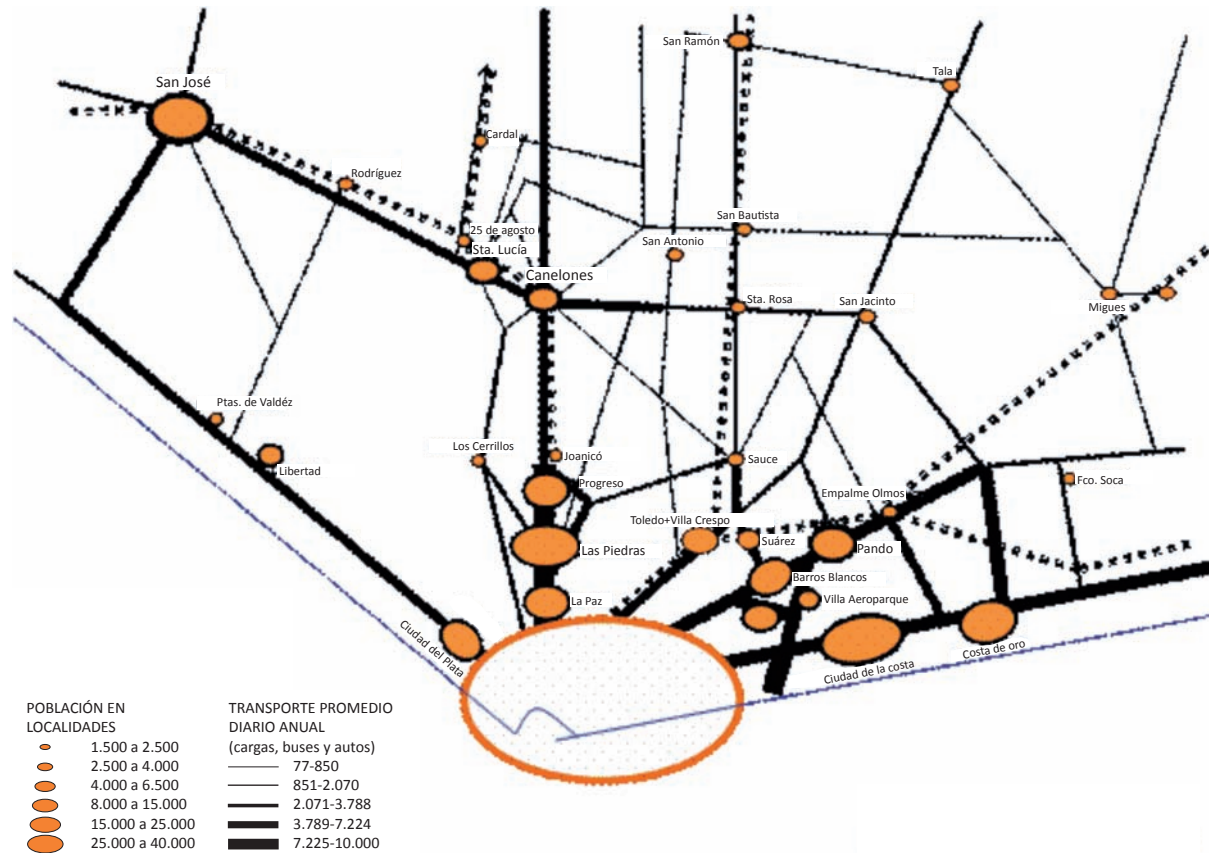 San Ramón
Tala
San José
Cardal
Rodríguez
25 de agosto
Sta. Lucía
San Bautista
San Antonio
Canelones
Sta. Rosa
San Jacinto
Migues
Ptas. de Valdéz
Libertad
Los Cerrillos
Joanicó
Progreso
Sauce
Fco. Soca
Empalme Olmos
Toledo+Villa Crespo
Suárez
Pando
Las Piedras
Barros Blancos
La Paz
Villa Aeroparque
Ciudad del Plata
Ciudad de la costa
Costa de oro
POBLACIÓN EN
LOCALIDADES
1.500 a 2.500
2.500 a 4.000
4.000 a 6.500
8.000 a 15.000
15.000 a 25.000
25.000 a 40.000
TRANSPORTE PROMEDIO
DIARIO ANUAL
(cargas, buses y autos)
77-850
851-2.070
2.071-3.788
3.789-7.224
7.225-10.000